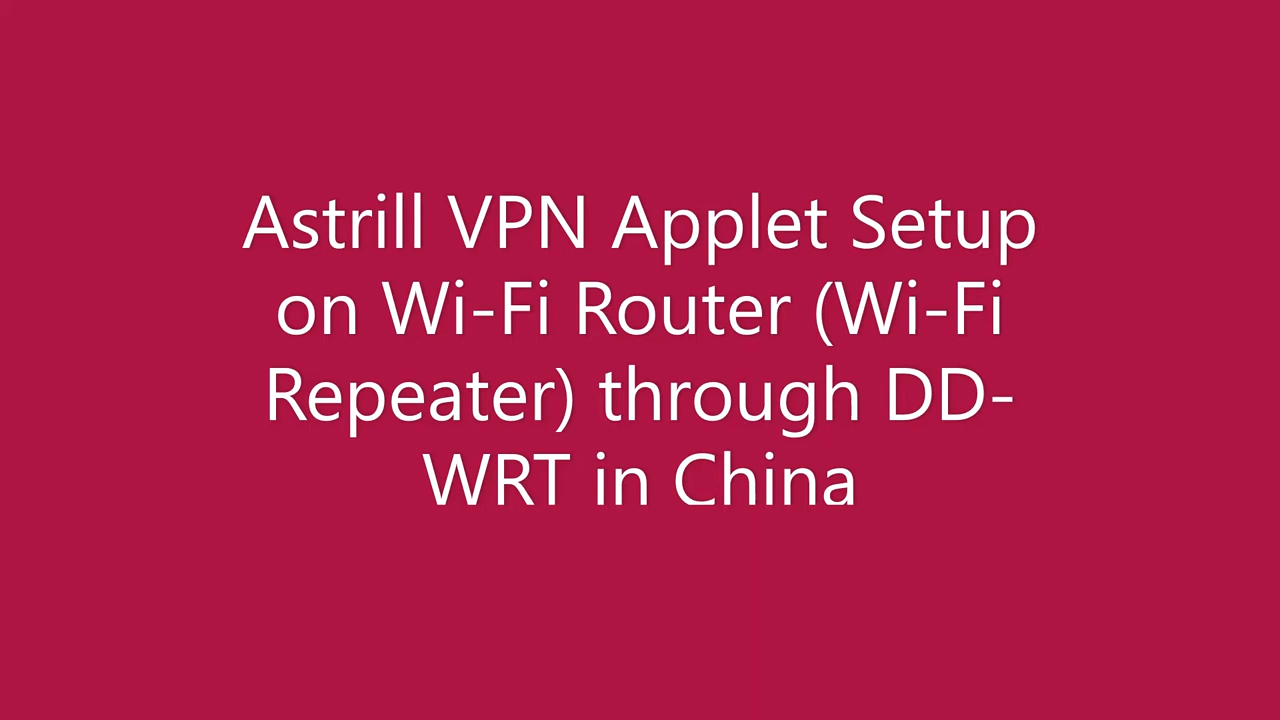 Astrill VPN Applet Setup
on Wi-Fi Router (Wi-Fi
Repeater) through DD-
WRT in China